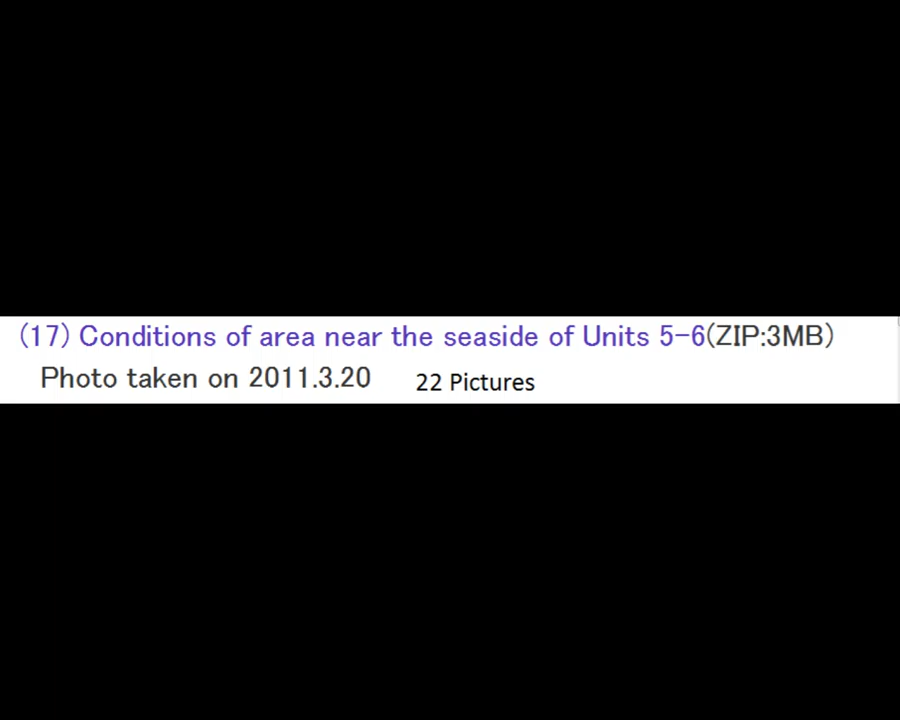 (17) Conditions of area near the seaside of Units 5-6(ZIP:3MB)
Photo taken on 2011.3.20 22 Pictures